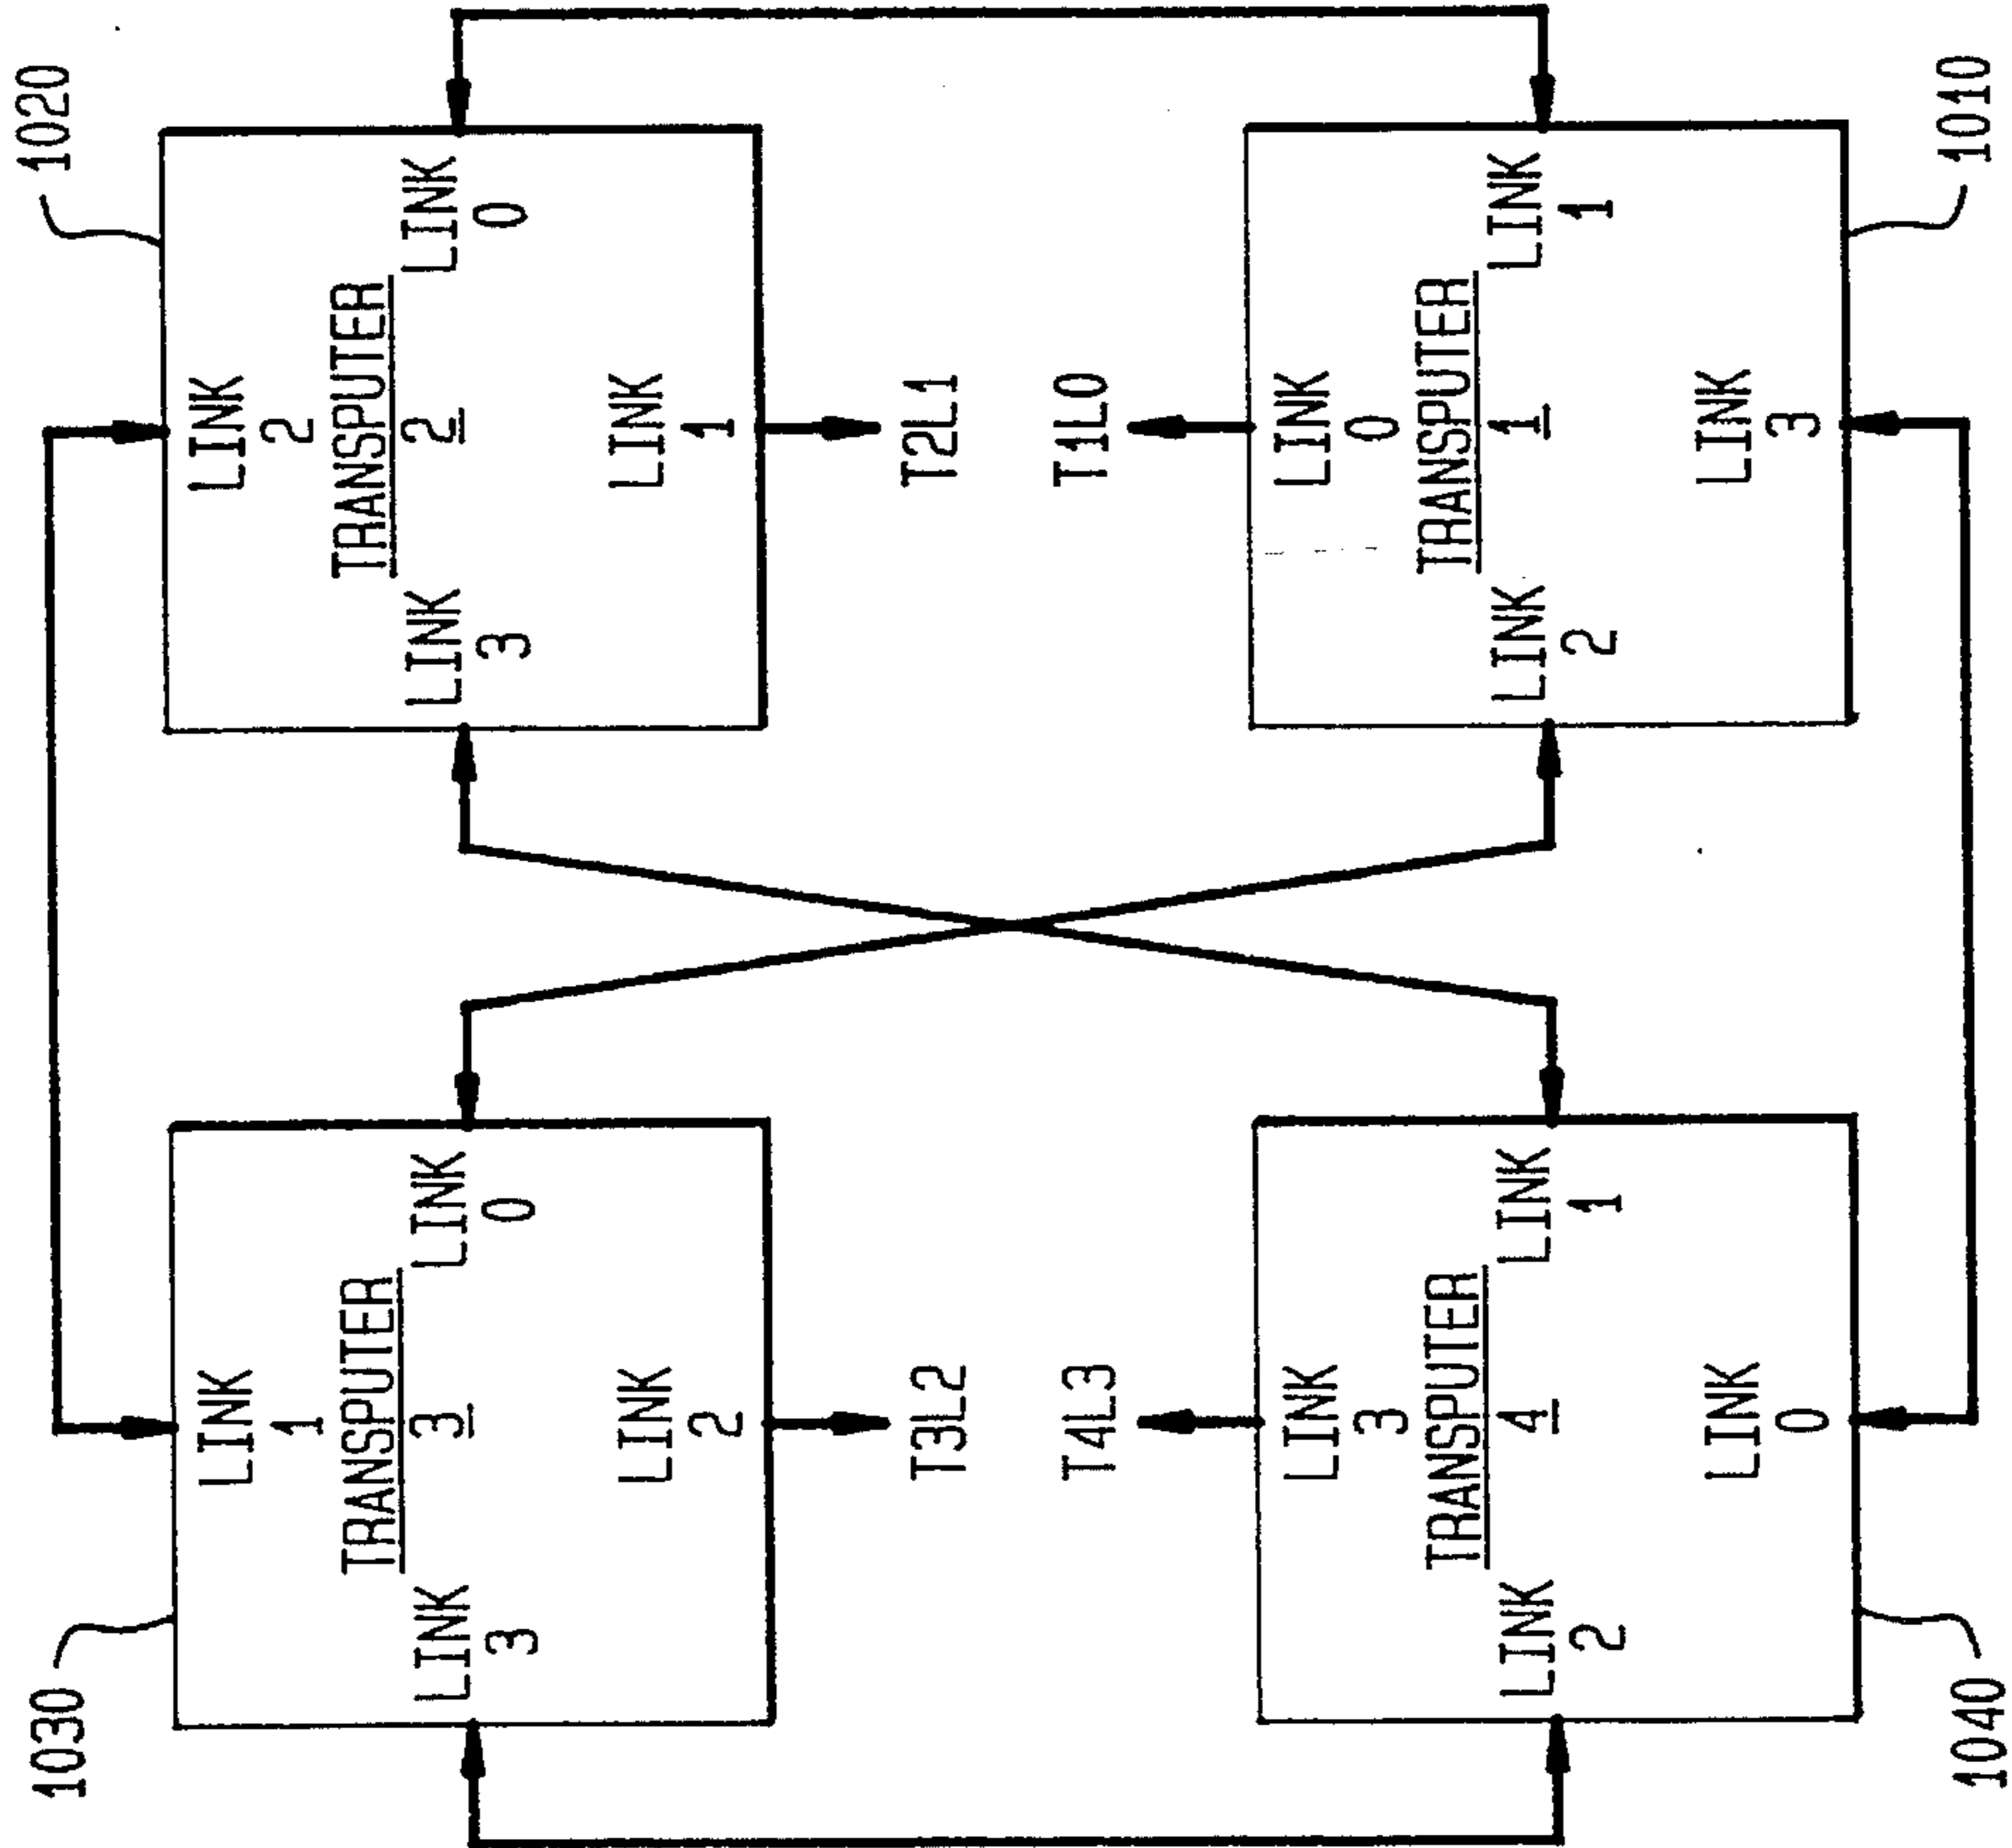 1030
1020
LINK
1
TRANSPUTER
3
LINK
3
LINK
0
LINK
2
T3L2
LINK
2
TRANSPUTER
2
LINK
3
LINK
0
LINK
1
T2L1
T4L3
LINK
3
TRANSPUTER
4
LINK
2
LINK
1
LINK
0
T1L0
LINK
0
TRANSPUTER
1
LINK
2
LINK
1
LINK
3
1040
1010